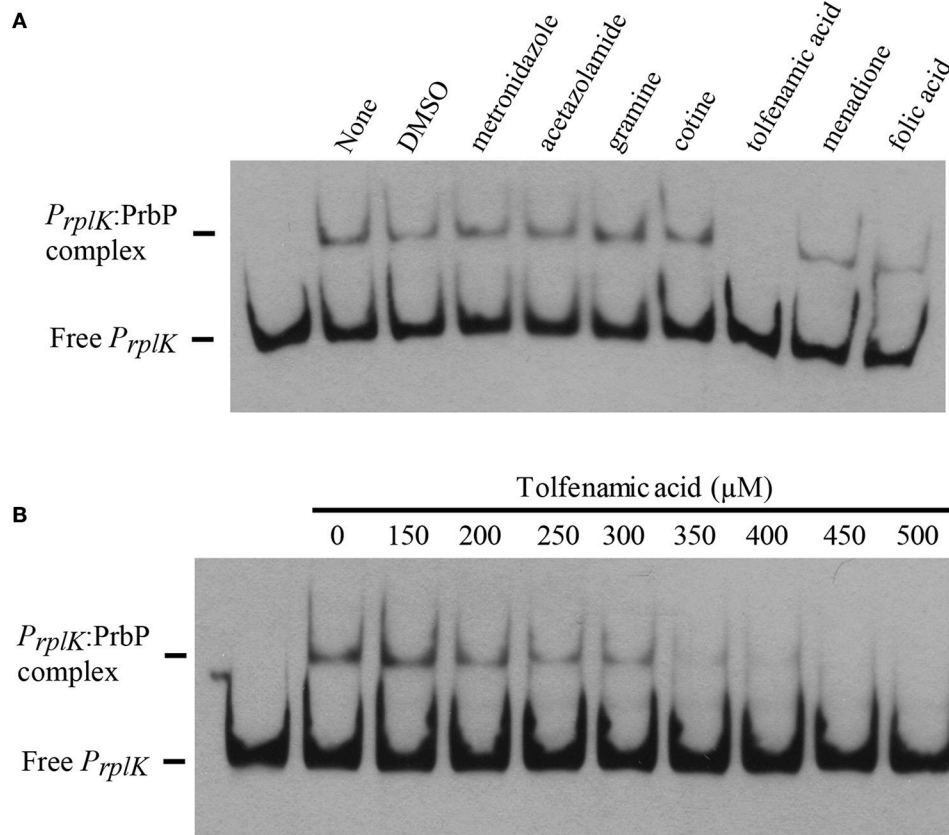 A
None
DMSO
metronidazole
acetazolamide
gramine
cotine
tolfenamic acid
menadione
folic acid
PrplK:PrbP
complex
Free PrplK
B
Tolfenamic acid (µM)
0 150 200 250 300 350 400 450 500
PrplK:PrbP
complex
Free PrplK